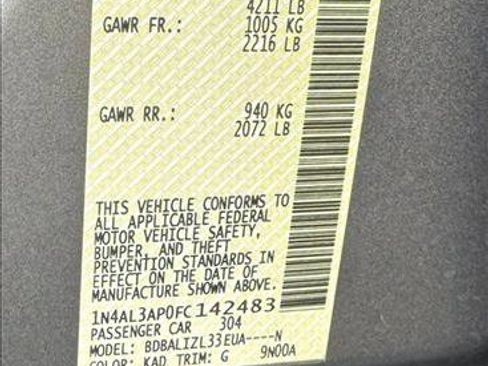 4211 LB
GAWR FR.: 1005 KG
2216 LB
GAWR RR.: 940 KG
2072 LB
THIS VEHICLE CONFORMS TO
ALL APPLICABLE FEDERAL
MOTOR VEHICLE SAFETY,
BUMPER, AND THEFT
PREVENTION STANDARDS IN
EFFECT ON THE DATE OF
MANUFACTURE SHOWN ABOVE.
1N4AL3AP0FC142483
PASSENGER CAR 304
MODEL: BDBALIZL33EUA----N
COLOR: KAD TRIM: G 9N00A